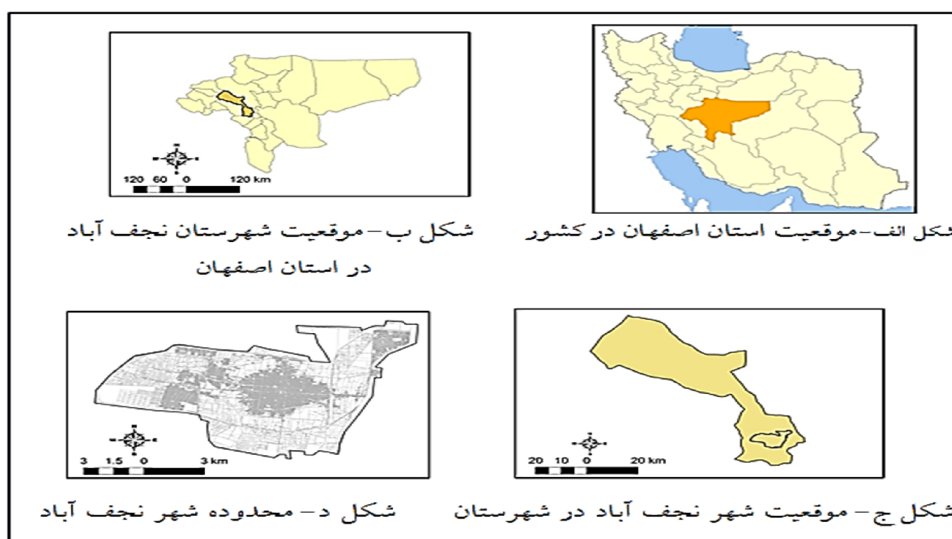 شکل الف-موقعیت استان اصفهان در کشور
120 60 0 120 km
شکل ب-موقعیت شهرستان نجف آباد
در استان اصفهان
20 10 0 20 km
شکل ج- موقعیت شهر نجف آباد در شهرستان
3 1.5 0 3 km
شکل د- محدوده شهر نجف آباد